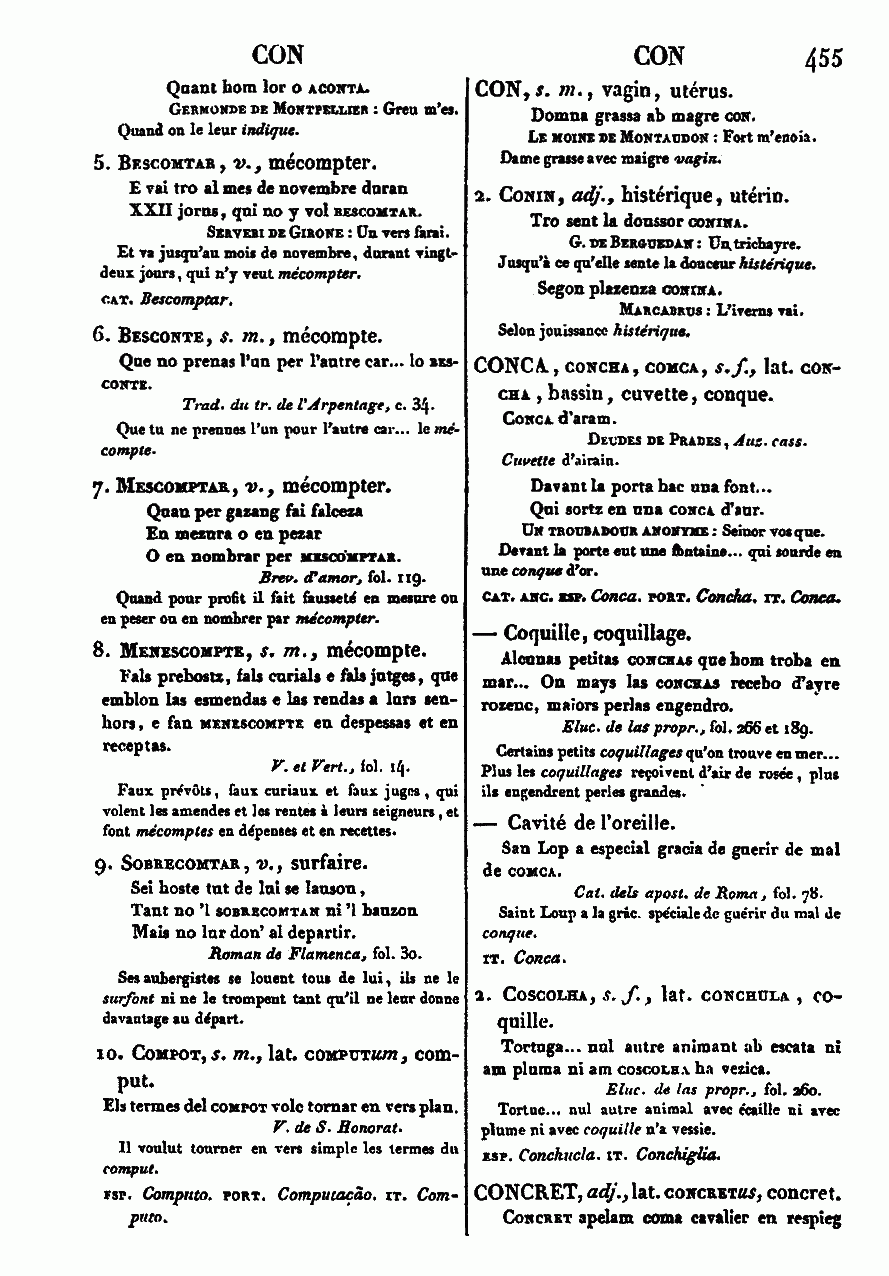 CON
CON 455
Quant hom lor o ACONTA.
GERMONDE DE MONTPELLIER : Greu m'es.
Quand on le leur indique.
5. BESCOMTAR, v., mécompter.
E vai tro al mes de novembre duran
XXII jorns, qui no y vol BESCOMTAR.
SERVERI DE GIRONE : Un vers farai.
Et va jusqu'au mois de novembre, durant vingt-
deux jours, qui n'y veut mécompter.
CAT. Bescomptar.
6. BESCONTE, s. m., mécompte.
Que no prenas l'un per l'autre car... lo BES-
CONTE.
Trad. du tr. de l'Arpentage, c. 34.
Que tu ne prennes l'un pour l'autre car... le mé-
compte.
7. MESCOMPTAR, v., mécompter.
Quan per gazang fai falceza
En mezura o en pezar
O en nombrar per MESCOMPTAR.
Brev. d'amor, fol. 119.
Quand pour profit il fait fausseté en mesure ou
en peser ou en nombrer par mécompter.
8. MENESCOMPTE, s. m., mécompte.
Fals prebostz, fals curials e fals jutges, que
emblon las esmendas e las rendas a lurs sen-
hors, e fan MENESCOMPTE en despessas et en
receptas.
V. et Vert., fol. 14.
Faux prévôts, faux curiaux et faux juges, qui
volent les amendes et les rentes à leurs seigneurs, et
font mécomptes en dépenses et en recettes.
9. SOBRECOMTAR, v., surfaire.
Sei hoste tut de lui se lauson,
Tant no 'l SOBRECOMTAN ni 'l bauzon
Mais no lur don' al departir.
Roman de Flamenca, fol. 30.
Ses aubergistes se louent tous de lui, ils ne le
surfont ni ne le trompent tant qu'il ne leur donne
davantage au départ.
10. COMPOT, s. m., lat. COMPUTum, com-
put.
Els termes del COMPOT volc tornar en vers plan.
V. de S. Honorat.
Il voulut tourner en vers simple les termes du
comput.
ESP. Computo. PORT. Computação. IT. Com-
puto.
CON, s. m., vagin, utérus.
Domna grassa ab magre CON.
LE MOINE DE MONTAUDON : Fort m'enoia.
Dame grasse avec maigre vagin.
2. CONIN, adj., histérique, utérin.
Tro sent la doussor CONINA.
G. DE BERGUEDAN : Un trichayre.
Jusqu'à ce qu'elle sente la douceur histérique.
Segon plazenza CONINA.
MARCABRUS : L'iverns vai.
Selon jouissance histérique.
CONCA, CONCHA, COMCA, s. f., lat. CON-
CHA, bassin, cuvette, conque.
CONCA d'aram.
DEUDES DE PRADES, Auz. cass.
Cuvette d'airain.
Davant la porta hac una font...
Qui sortz en una CONCA d'aur.
UN TROUBADOUR ANONYME : Seinor vos que.
Devant la porte eut une fontaine... qui sourde en
une conque d'or.
CAT. ANC. ESP. Conca. PORT. Concha. IT. Conca.
— Coquille, coquillage.
Alcunas petitas CONCHAS que hom troba en
mar... On mays las CONCHAS recebo d'ayre
rozenc, maiors perlas engendro.
Eluc. de las propr., fol. 266 et 189.
Certains petits coquillages qu'on trouve en mer...
Plus les coquillages reçoivent d'air de rosée, plus
ils engendrent perles grandes.
— Cavité de l'oreille.
San Lop a especial gracia de guerir de mal
de COMCA.
Cat. dels apost. de Roma, fol. 78.
Saint Loup a la grâc. spéciale de guérir du mal de
conque.
IT. Conca.
2. COSCOLHA, s. f., lat. CONCHULA, co-
quille.
Tortuga... nul autre animant ab escata ni
am pluma ni am COSCOLHA ha vezica.
Eluc. de las propr., fol. 260.
Tortue... nul autre animal avec écaille ni avec
plume ni avec coquille n'a vessie.
ESP. Conchucla. IT. Conchiglia.
CONCRET, adj., lat. CONCRETus, concret.
CONCRET apelam coma cavalier en respieg